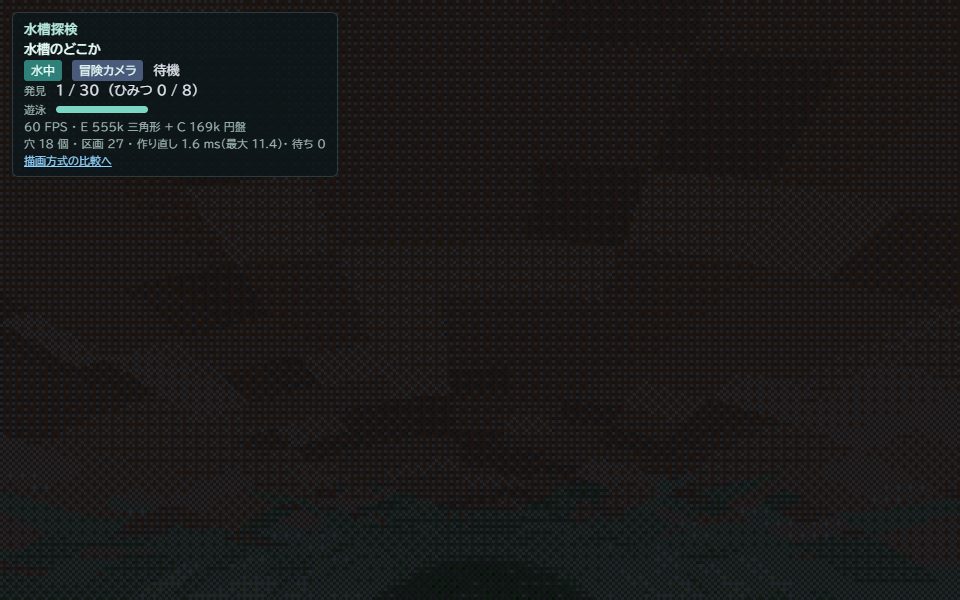 水槽探検
水槽のどこか
水中 冒険カメラ 待機
発見 1 / 30（ひみつ 0 / 8）
遊泳
60 FPS · E 555k 三角形 + C 169k 円盤
穴 18 個 · 区画 27 · 作り直し 1.6 ms(最大 11.4) · 待ち 0
描画方式の比較へ